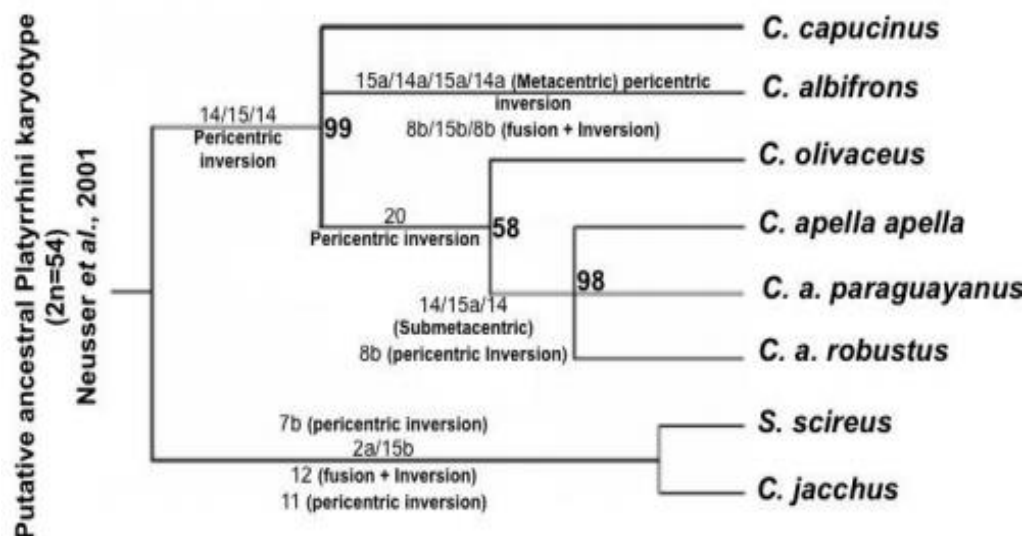 Putative ancestral Platyrrhini karyotype
(2n=54)
Neusser et al., 2001
C. capucinus
15a/14a/15a/14a (Metacentric) pericentric
inversion
C. albifrons
8b/15b/8b (fusion + Inversion)
14/15/14
Pericentric
inversion
99
C. olivaceus
20
Pericentric inversion
58
C. apella apella
98
C. a. paraguayanus
14/15a/14
(Submetacentric)
8b (pericentric Inversion)
C. a. robustus
7b (pericentric inversion)
2a/15b
12 (fusion + Inversion)
11 (pericentric inversion)
S. scireus
C. jacchus